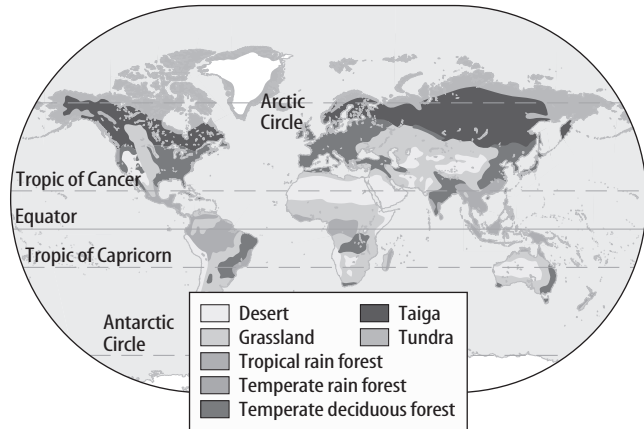 Arctic
Circle
Tropic of Cancer
Equator
Tropic of Capricorn
Antarctic
Circle
Desert
Grassland
Tropical rain forest
Temperate rain forest
Temperate deciduous forest
Taiga
Tundra